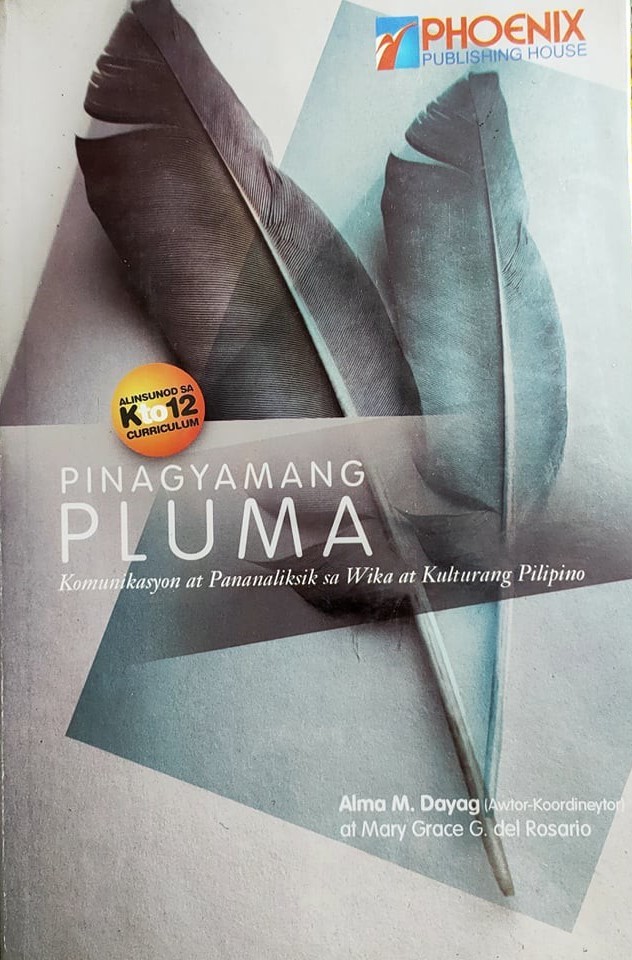 PHOENIX
PUBLISHING HOUSE
ALINSUNOD SA
Kto12
CURRICULUM
PINAGYAMANG
PLUMA
Komunikasyon at Pananaliksik sa Wika at Kulturang Pilipino
Alma M. Dayag (Awtor-Koordineytor)
at Mary Grace G. del Rosario